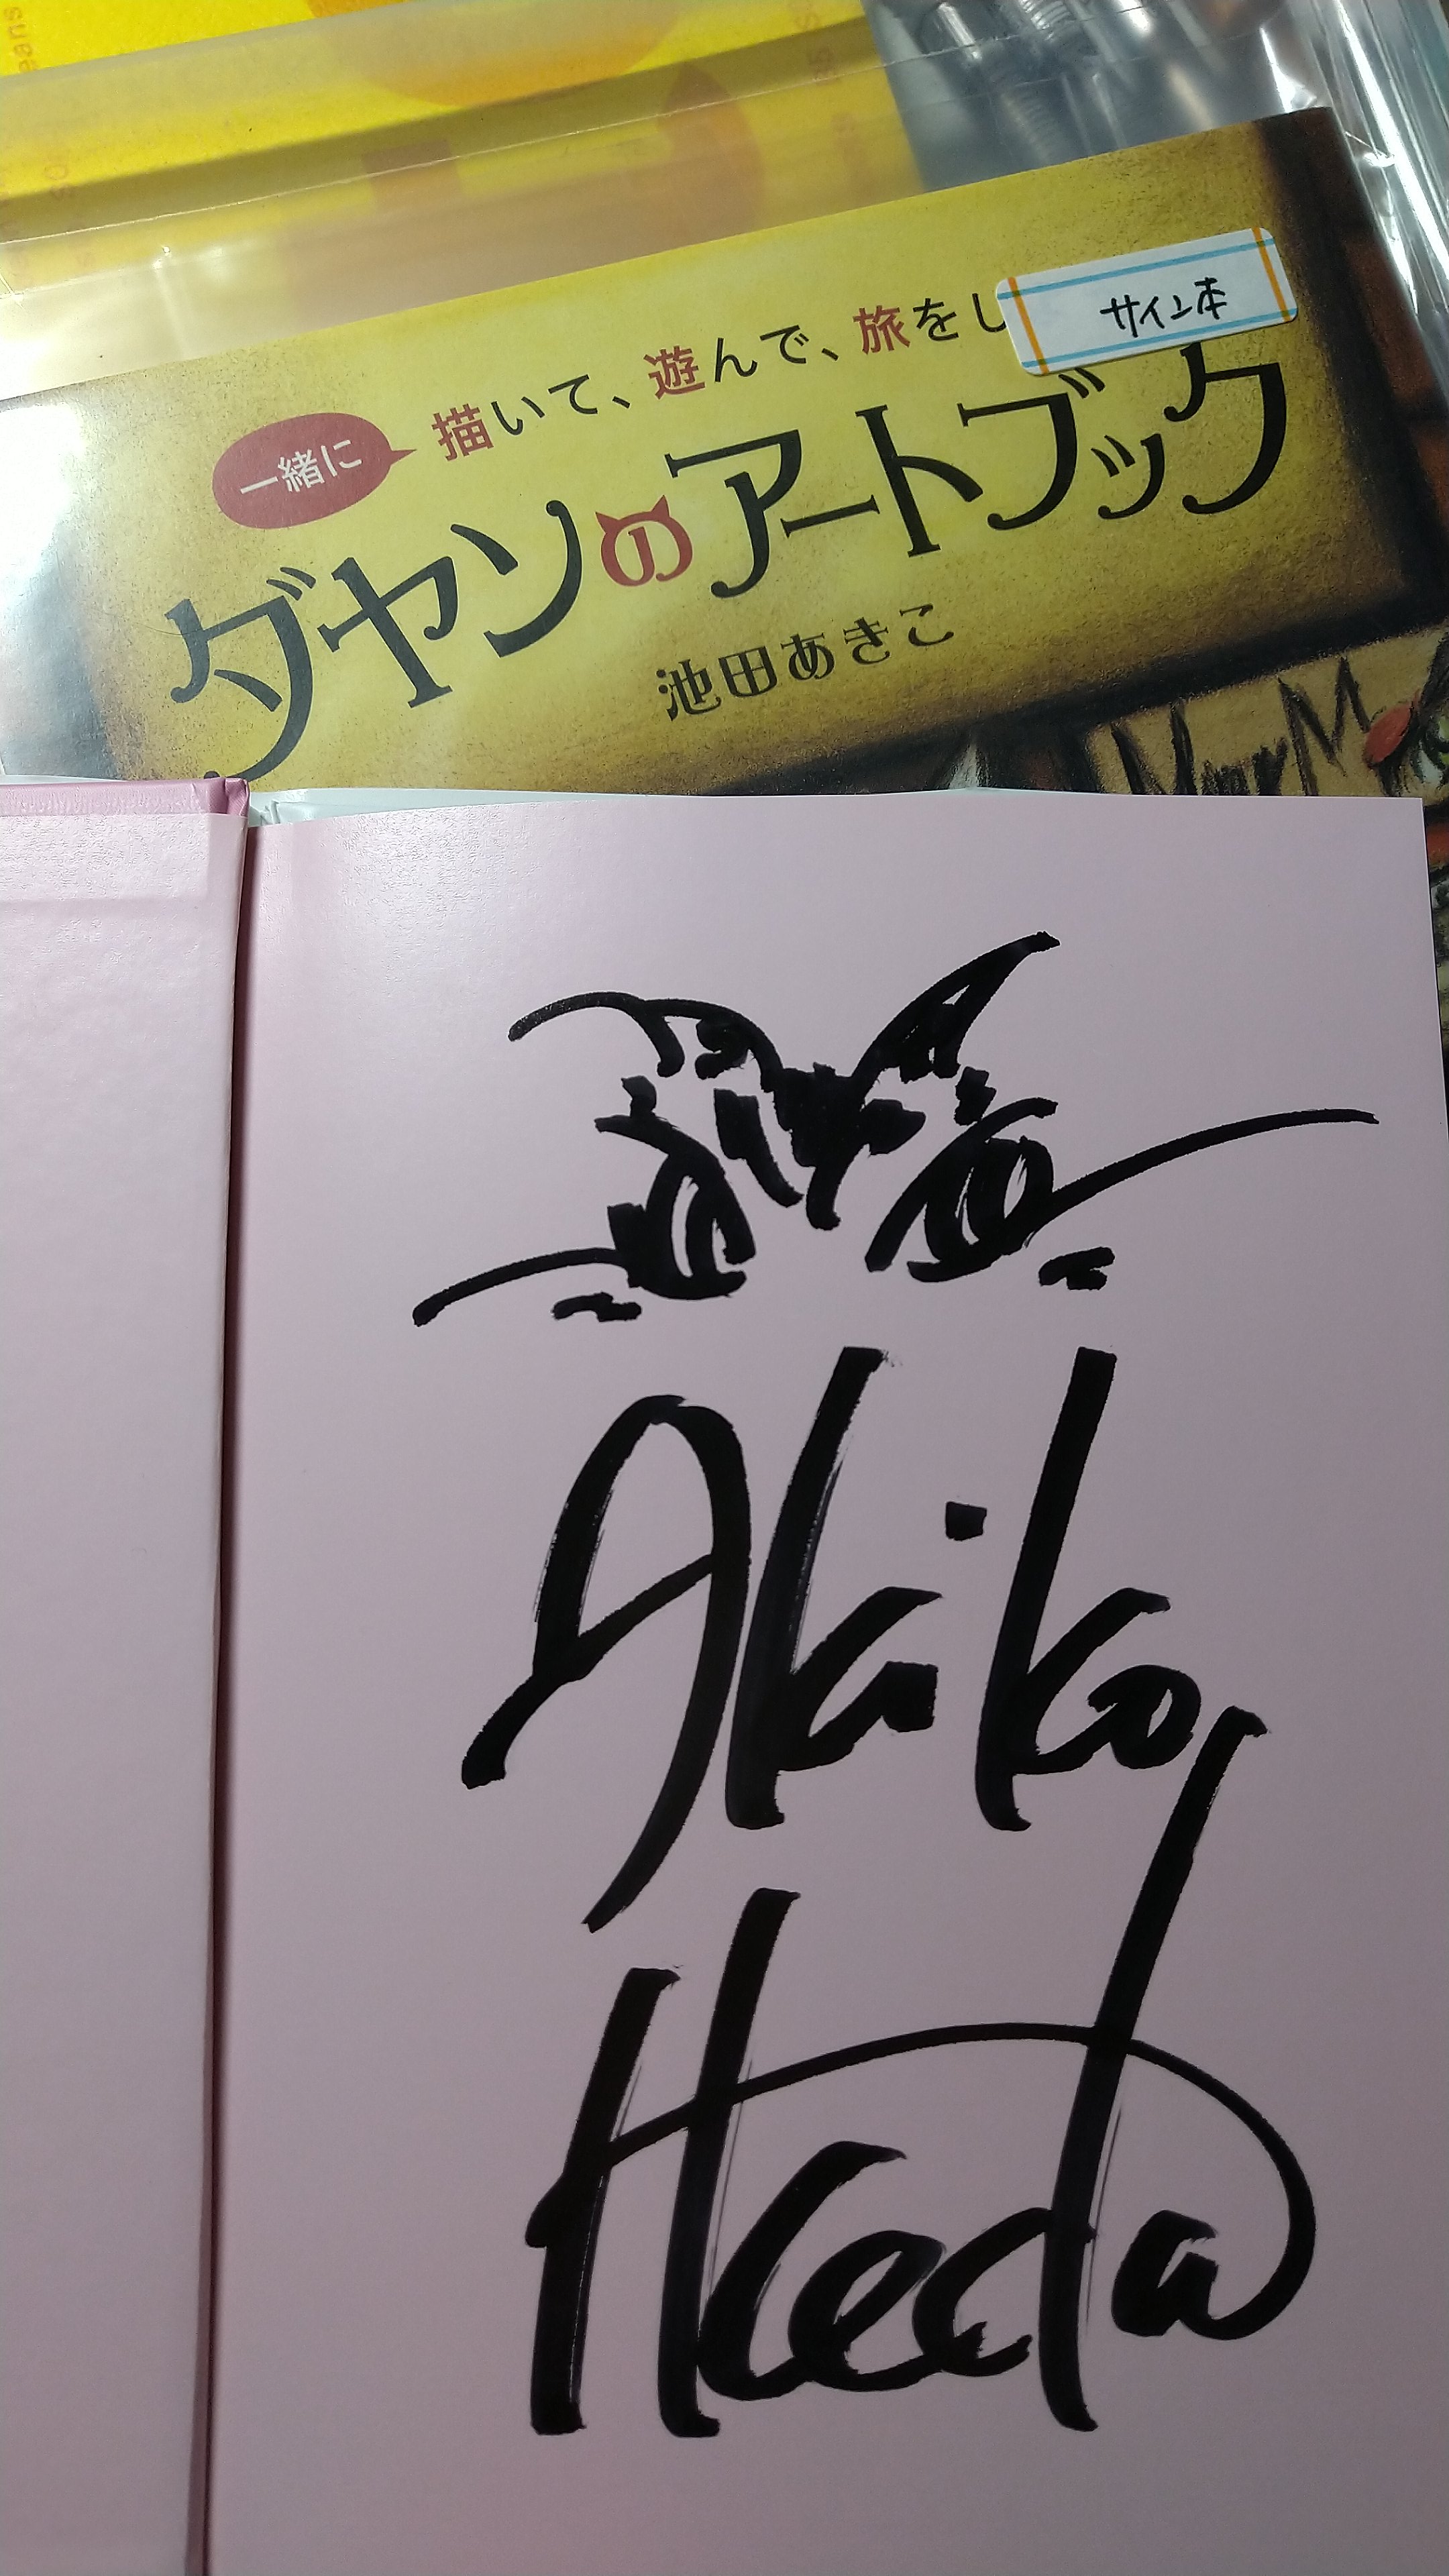 サイン本
一緒に
描いて、遊んで、旅をし
ダヤンのアートブック
池田あきこ
Akiko
Ikeda